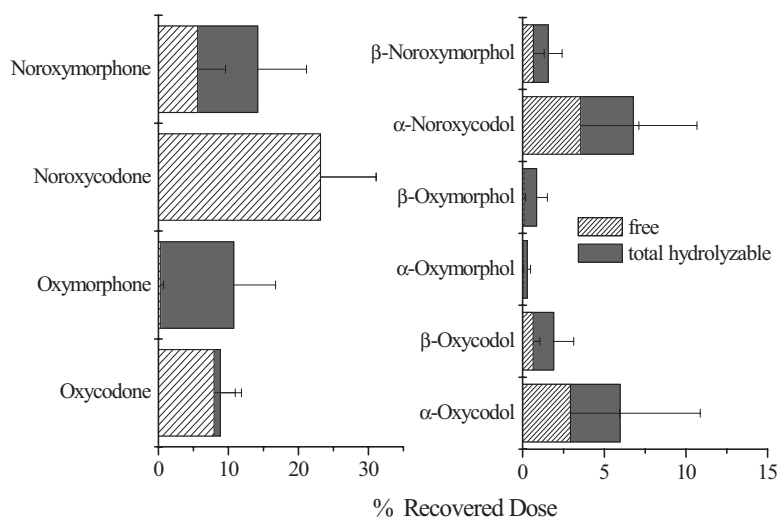 Noroxymorphone
Noroxycodone
Oxymorphone
Oxycodone
0 10 20 30
β-Noroxymorphol
α-Noroxycodol
β-Oxymorphol
α-Oxymorphol
β-Oxycodol
α-Oxycodol
free
total hydrolyzable
0 5 10 15
% Recovered Dose